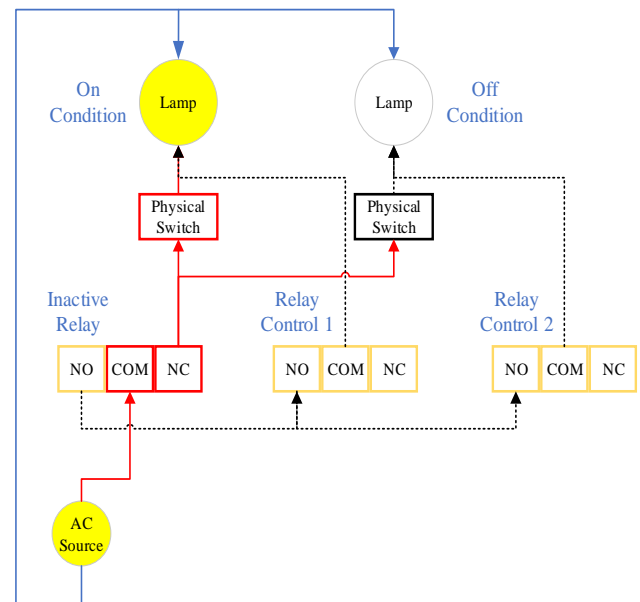 On
Condition
Lamp
Lamp
Off
Condition
Physical
Switch
Physical
Switch
Inactive
Relay
Relay
Control 1
Relay
Control 2
NO COM NC
NO COM NC
NO COM NC
AC
Source